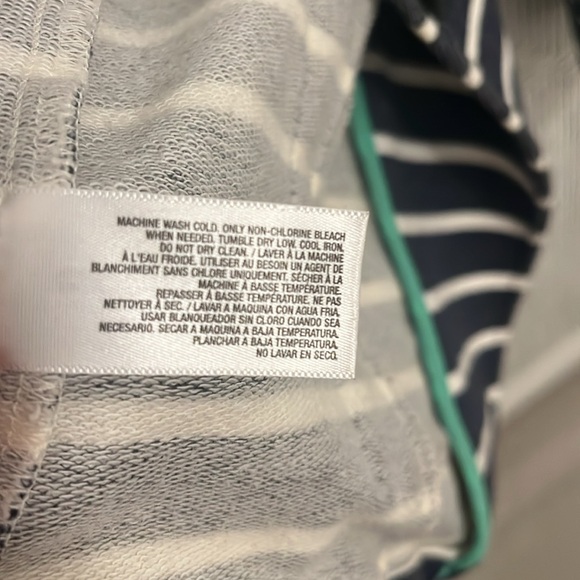 MACHINE WASH COLD. ONLY NON-CHLORINE BLEACH
WHEN NEEDED. TUMBLE DRY LOW. COOL IRON.
DO NOT DRY CLEAN. / LAVER À LA MACHINE
À L'EAU FROIDE. UTILISER AU BESOIN UN AGENT DE
BLANCHIMENT SANS CHLORE UNIQUEMENT. SÉCHER À LA
MACHINE À BASSE TEMPÉRATURE.
REPASSER À BASSE TEMPÉRATURE. NE PAS
NETTOYER À SEC. / LAVAR A MAQUINA CON AGUA FRIA.
USAR BLANQUEADOR SIN CLORO CUANDO SEA
NECESARIO. SECAR A MAQUINA A BAJA TEMPERATURA.
PLANCHAR A BAJA TEMPERATURA.
NO LAVAR EN SECO.